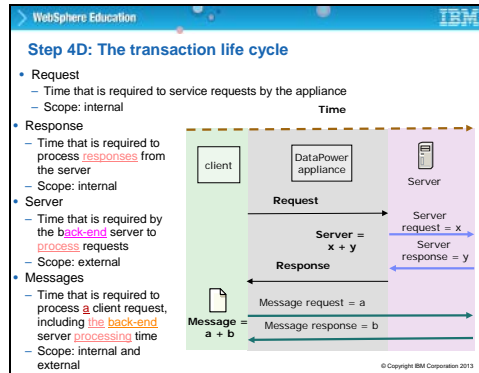 WebSphere Education
IBM
Step 4D: The transaction life cycle
• Request
– Time that is required to service requests by the appliance
– Scope: internal
• Response
– Time that is required to
process responses from
the server
– Scope: internal
• Server
– Time that is required by
the back-end server to
process requests
– Scope: external
• Messages
– Time that is required to
process a client request,
including the back-end
server processing time
– Scope: internal and
external
Time
client
DataPower
appliance
Server
Request
Server
request = x
Server =
x + y
Server
response = y
Response
Message request = a
Message =
a + b
Message response = b
© Copyright IBM Corporation 2013